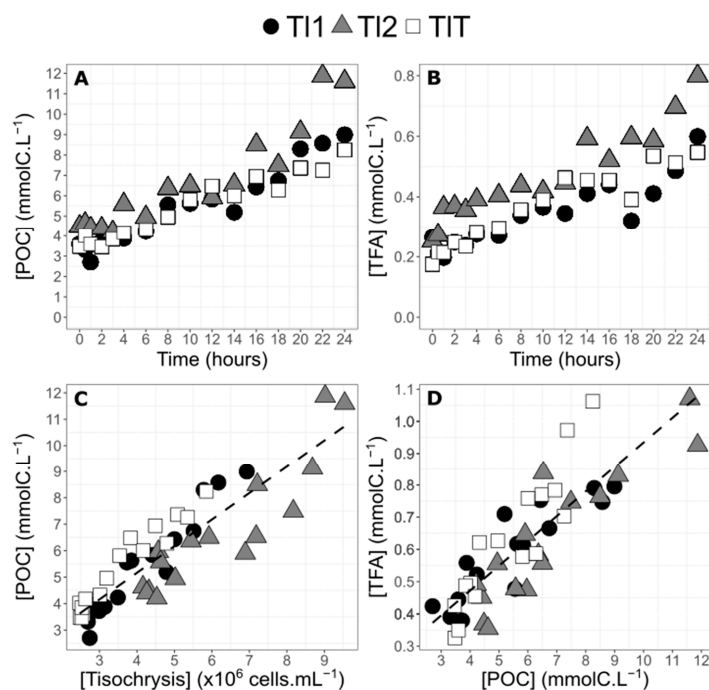 TI1 TI2 TIT
A
[POC] (mmolC.L⁻¹)
12
11
10
9
8
7
6
5
4
3
2
1
0
0 2 4 6 8 10 12 14 16 18 20 22 24
Time (hours)
B
[TFA] (mmolC.L⁻¹)
0.8
0.6
0.4
0.2
0.0
0 2 4 6 8 10 12 14 16 18 20 22 24
Time (hours)
C
[POC] (mmolC.L⁻¹)
12
11
10
9
8
7
6
5
4
3
3 4 5 6 7 8 9
[Tisochrysis] (x10⁶ cells.mL⁻¹)
D
[TFA] (mmolC.L⁻¹)
1.1
1.0
0.9
0.8
0.7
0.6
0.5
0.4
0.3
3 4 5 6 7 8 9 10 11 12
[POC] (mmolC.L⁻¹)